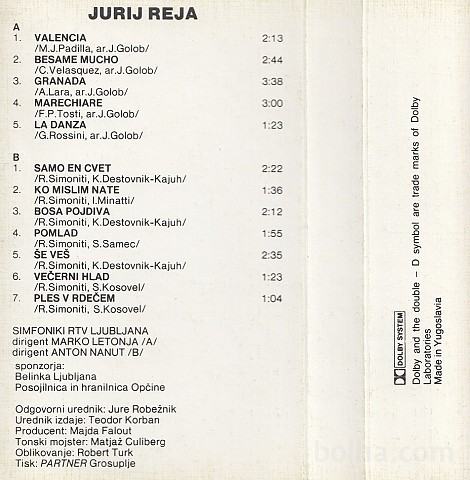 JURIJ REJA
A
1. VALENCIA 2:13
/M.J.Padilla, ar.J.Golob/
2. BESAME MUCHO 2:44
/C.Velasquez, ar.J.Golob/
3. GRANADA 3:38
/A.Lara, ar.J.Golob/
4. MARECHIARE 3:00
/F.P.Tosti, ar.J.Golob/
5. LA DANZA 1:23
/G.Rossini, ar.J.Golob/
B
1. SAMO EN CVET 2:22
/R.Simoniti, K.Destovnik-Kajuh/
2. KO MISLIM NATE 1:36
/R.Simoniti, I.Minatti/
3. BOSA POJDIVA 2:12
/R.Simoniti, K.Destovnik-Kajuh/
4. POMLAD 1:55
/R.Simoniti, S.Samec/
5. ŠE VEŠ 2:35
/R.Simoniti, K.Destovnik-Kajuh/
6. VEČERNI HLAD 1:23
/R.Simoniti, S.Kosovel/
7. PLES V RDEČEM 1:04
/R.Simoniti, S.Kosovel/
SIMFONIKI RTV LJUBLJANA
dirigent MARKO LETONJA /A/
dirigent ANTON NANUT /B/
sponzorja:
Belinka Ljubljana
Posojilnica in hranilnica Opčine
Odgovorni urednik: Jure Robežnik
Urednik izdaje: Teodor Korban
Producent: Majda Falout
Tonski mojster: Matjaž Culiberg
Oblikovanje: Robert Turk
Tisk: PARTNER Grosuplje
DOLBY SYSTEM
Dolby and the double – D symbol are trade marks of Dolby
Laboratories
Made in Yugoslavia
bolha.com